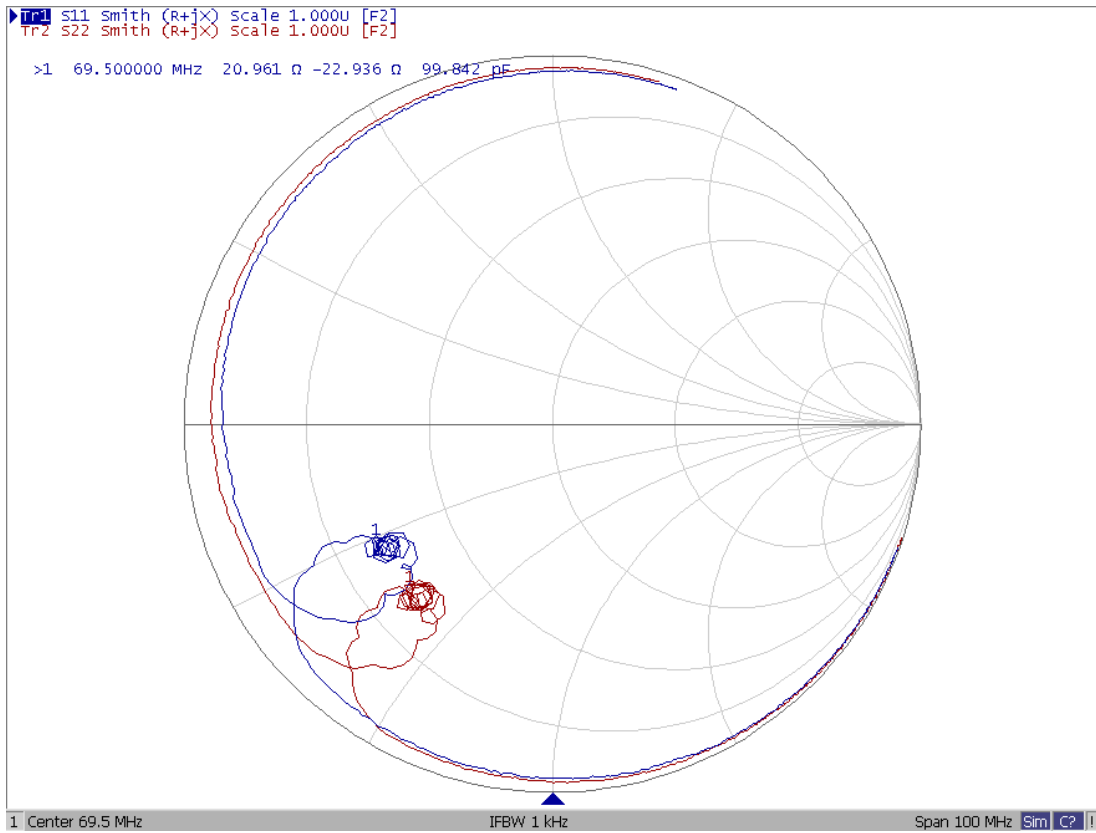 Tr1 S11 Smith (R+jX) Scale 1.000U [F2]
Tr2 S22 Smith (R+jX) Scale 1.000U [F2]
>1 69.500000 MHz 20.961 Ω -22.936 Ω 99.842 pF
1
1
1 Center 69.5 MHz IFBW 1 kHz Span 100 MHz Sim C? !